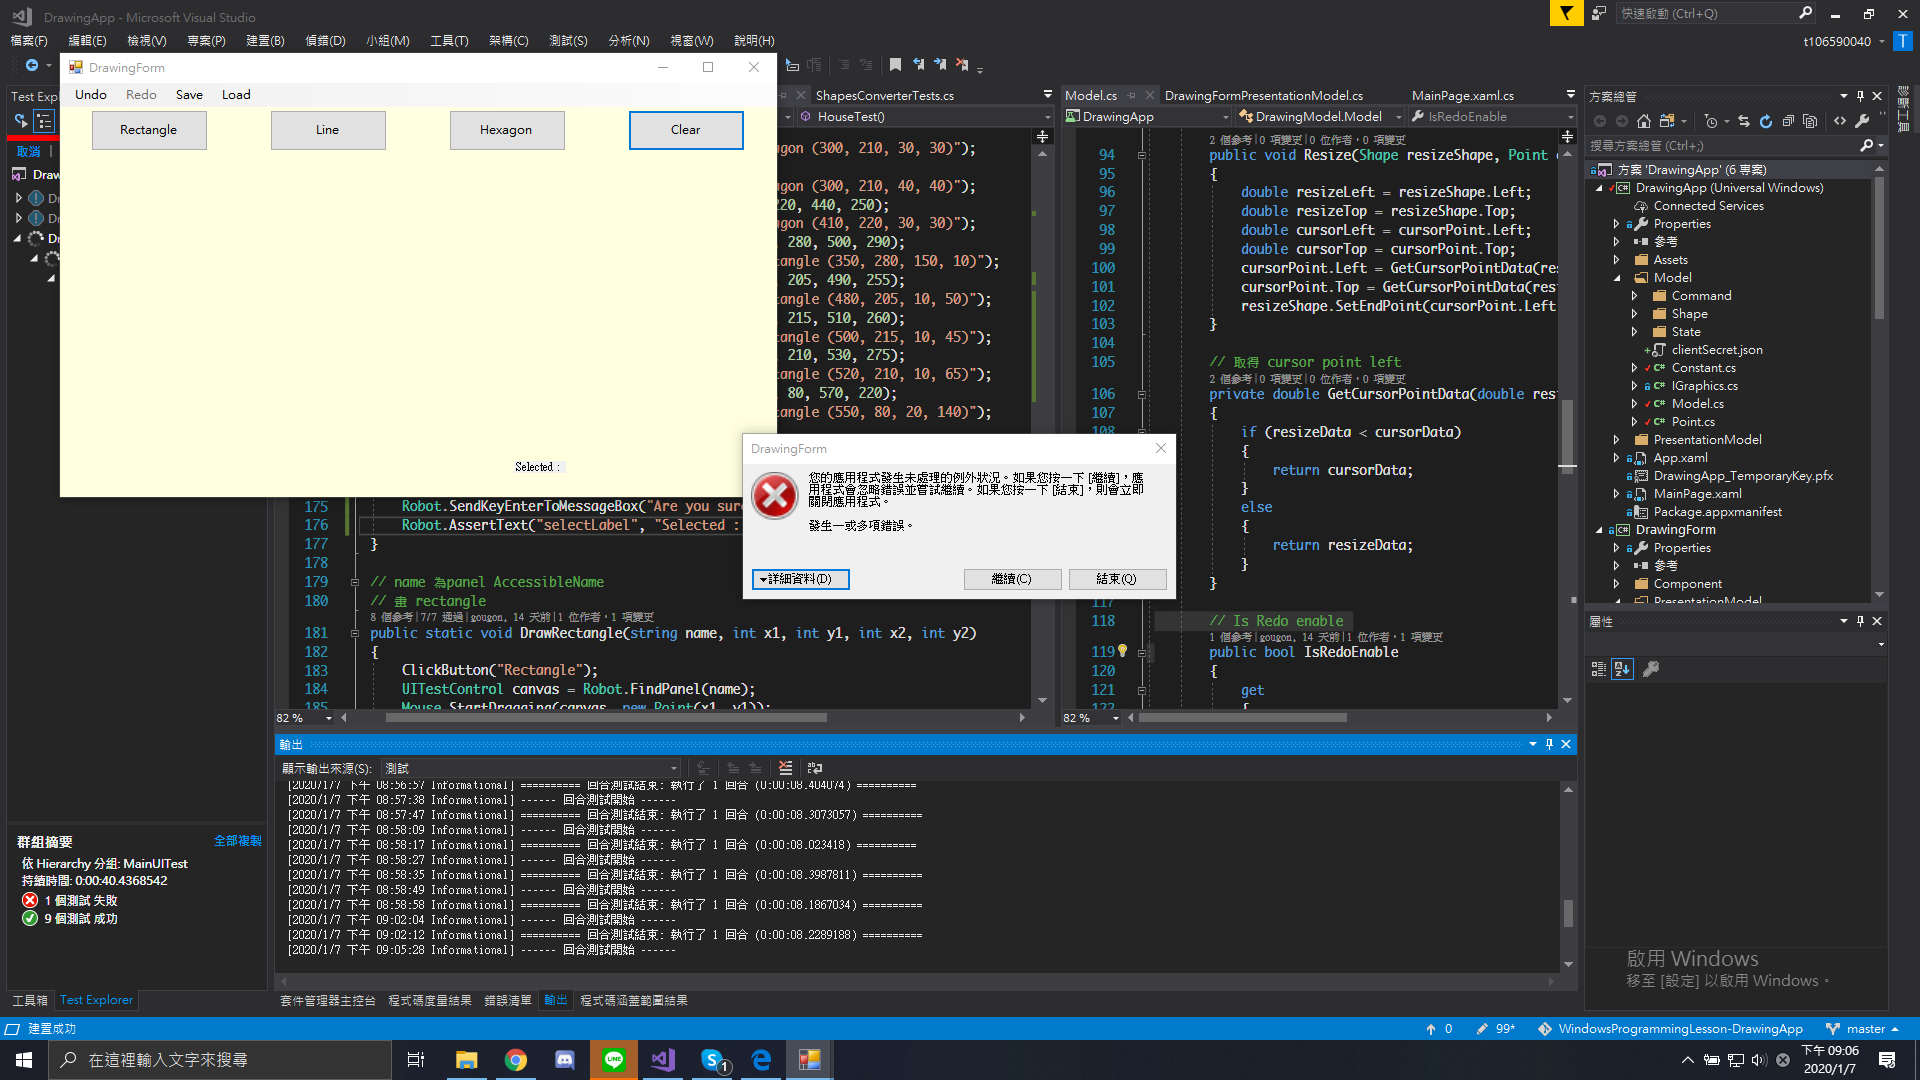 DrawingApp - Microsoft Visual Studio
快速啟動 (Ctrl+Q)
檔案(F) 編輯(E) 檢視(V) 專案(P) 建置(B) 偵錯(D) 小組(M) 工具(T) 架構(C) 測試(S) 分析(N) 視窗(W) 說明(H)
t106590040 T
DrawingForm
Undo Redo Save Load
Rectangle Line Hexagon Clear
Selected :
Test Expl
取消
Draw
Dr
Dr
Dr
ShapesConverterTests.cs
HouseTest()
agon (300, 210, 30, 30)");
agon (300, 210, 40, 40)");
220, 440, 250);
agon (410, 220, 30, 30)");
280, 500, 290);
tangle (350, 280, 150, 10)");
205, 490, 255);
tangle (480, 205, 10, 50)");
215, 510, 260);
tangle (500, 215, 10, 45)");
210, 530, 275);
tangle (520, 210, 10, 65)");
80, 570, 220);
tangle (550, 80, 20, 140)");
175 Robot.SendKeyEnterToMessageBox("Are you sur
176 Robot.AssertText("selectLabel", "Selected :
177 }
178
179 // name 為panel AccessibleName
180 // 畫 rectangle
8 個參考|7/7 通過|gougon, 14 天前|1 位作者，1 項變更
181 public static void DrawRectangle(string name, int x1, int y1, int x2, int y2)
182 {
183 ClickButton("Rectangle");
184 UITestControl canvas = Robot.FindPanel(name);
185 Mouse.StartDragging(canvas, new Point(x1, y1));
82 %
Model.cs DrawingFormPresentationModel.cs MainPage.xaml.cs
DrawingApp DrawingModel.Model IsRedoEnable
2 個參考|0 項變更|0 位作者，0 項變更
94 public void Resize(Shape resizeShape, Point
95 {
96 double resizeLeft = resizeShape.Left;
97 double resizeTop = resizeShape.Top;
98 double cursorLeft = cursorPoint.Left;
99 double cursorTop = cursorPoint.Top;
100 cursorPoint.Left = GetCursorPointData(res
101 cursorPoint.Top = GetCursorPointData(res
102 resizeShape.SetEndPoint(cursorPoint.Left
103 }
104
105 // 取得 cursor point left
2 個參考|0 項變更|0 位作者，0 項變更
106 private double GetCursorPointData(double res
107 {
108 if (resizeData < cursorData)
{
return cursorData;
}
else
{
return resizeData;
}
}
117
118 // Is Redo enable
1 個參考|gougon, 14 天前|1 位作者，1 項變更
119 public bool IsRedoEnable
120 {
121 get
122 {
82 %
DrawingForm
您的應用程式發生未處理的例外狀況。如果您按一下 [繼續]，應
用程式會忽略錯誤並嘗試繼續。如果您按一下 [結束]，則會立即
關閉應用程式。
發生一或多項錯誤。
詳細資料(D) 繼續(C) 結束(Q)
方案總管
搜尋方案總管 (Ctrl+;)
方案 'DrawingApp' (6 專案)
DrawingApp (Universal Windows)
Connected Services
Properties
參考
Assets
Model
Command
Shape
State
clientSecret.json
Constant.cs
IGraphics.cs
Model.cs
Point.cs
PresentationModel
App.xaml
DrawingApp_TemporaryKey.pfx
MainPage.xaml
Package.appxmanifest
DrawingForm
Properties
參考
Component
PresentationModel
診斷工具
屬性
輸出
顯示輸出來源(S): 測試
[2020/1/7 下午 08:56:57 Informational] ========== 回合測試結束: 執行了 1 回合 (0:00:08.404074) ==========
[2020/1/7 下午 08:57:38 Informational] ------ 回合測試開始 ------
[2020/1/7 下午 08:57:47 Informational] ========== 回合測試結束: 執行了 1 回合 (0:00:08.3073057) ==========
[2020/1/7 下午 08:58:09 Informational] ------ 回合測試開始 ------
[2020/1/7 下午 08:58:17 Informational] ========== 回合測試結束: 執行了 1 回合 (0:00:08.023418) ==========
[2020/1/7 下午 08:58:27 Informational] ------ 回合測試開始 ------
[2020/1/7 下午 08:58:35 Informational] ========== 回合測試結束: 執行了 1 回合 (0:00:08.3987811) ==========
[2020/1/7 下午 08:58:49 Informational] ------ 回合測試開始 ------
[2020/1/7 下午 08:58:58 Informational] ========== 回合測試結束: 執行了 1 回合 (0:00:08.1867034) ==========
[2020/1/7 下午 09:02:04 Informational] ------ 回合測試開始 ------
[2020/1/7 下午 09:02:12 Informational] ========== 回合測試結束: 執行了 1 回合 (0:00:08.2289188) ==========
[2020/1/7 下午 09:05:28 Informational] ------ 回合測試開始 ------
群組摘要 全部複製
依 Hierarchy 分組: MainUITest
持續時間: 0:00:40.4368542
1 個測試 失敗
9 個測試 成功
工具箱 Test Explorer
套件管理器主控台 程式碼度量結果 錯誤清單 輸出 程式碼涵蓋範圍結果
啟用 Windows
移至 [設定] 以啟用 Windows。
建置成功
0 99* WindowsProgrammingLesson-DrawingApp master
在這裡輸入文字來搜尋
LINE
1
下午 09:06
2020/1/7